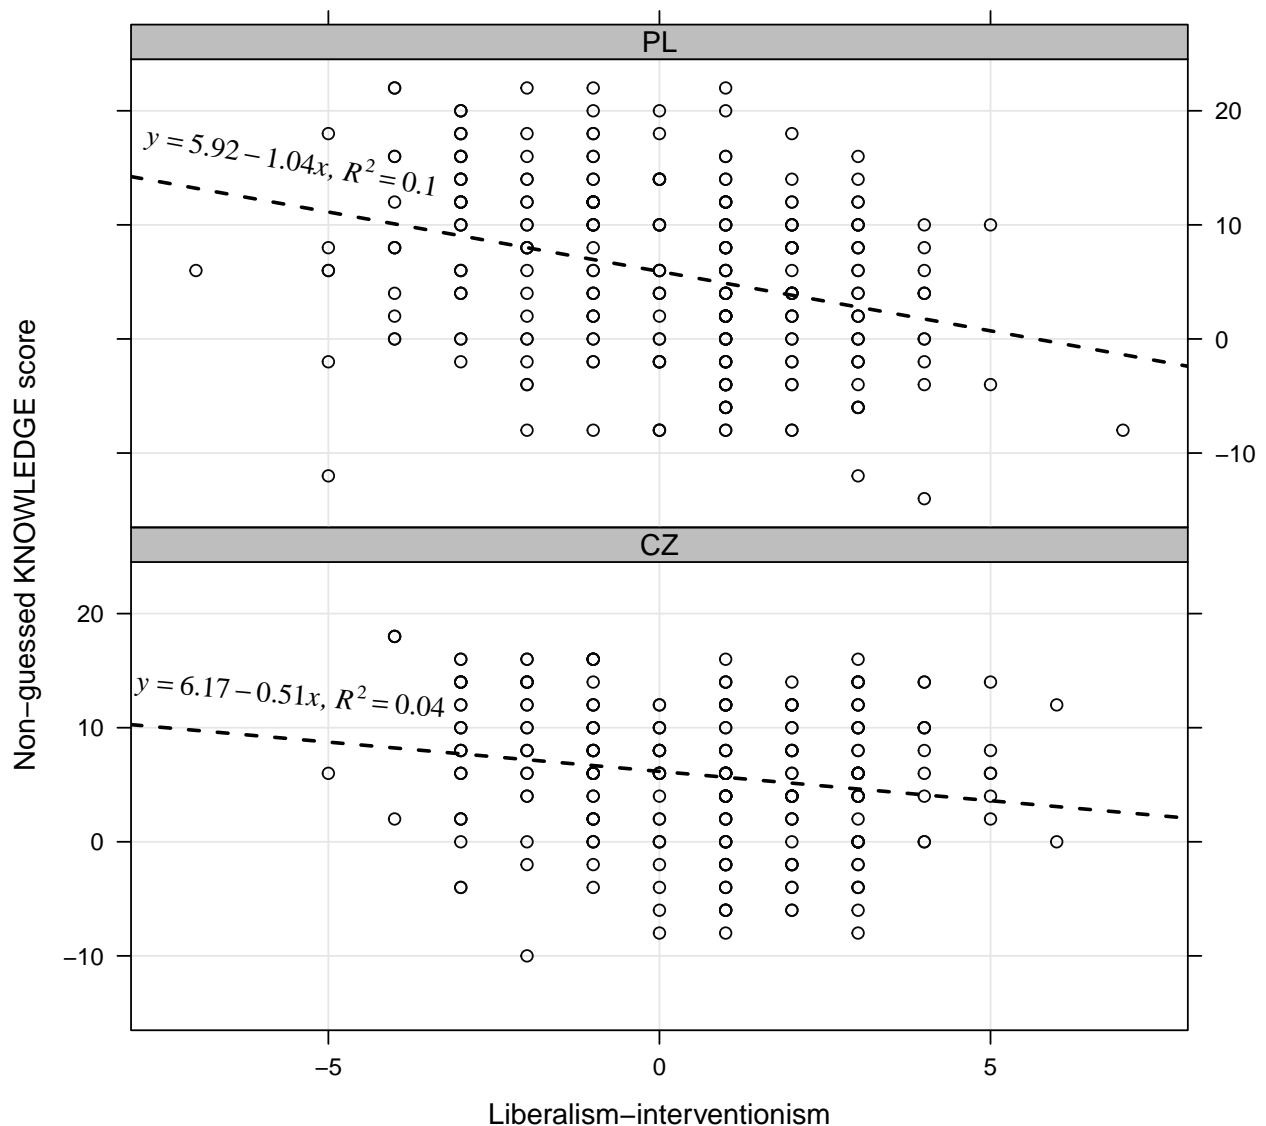 PL
20
10
0
−10
y = 5.92 − 1.04x, R² = 0.1
CZ
20
10
0
−10
y = 6.17 − 0.51x, R² = 0.04
−5 0 5
Liberalism−interventionism
Non−guessed KNOWLEDGE score